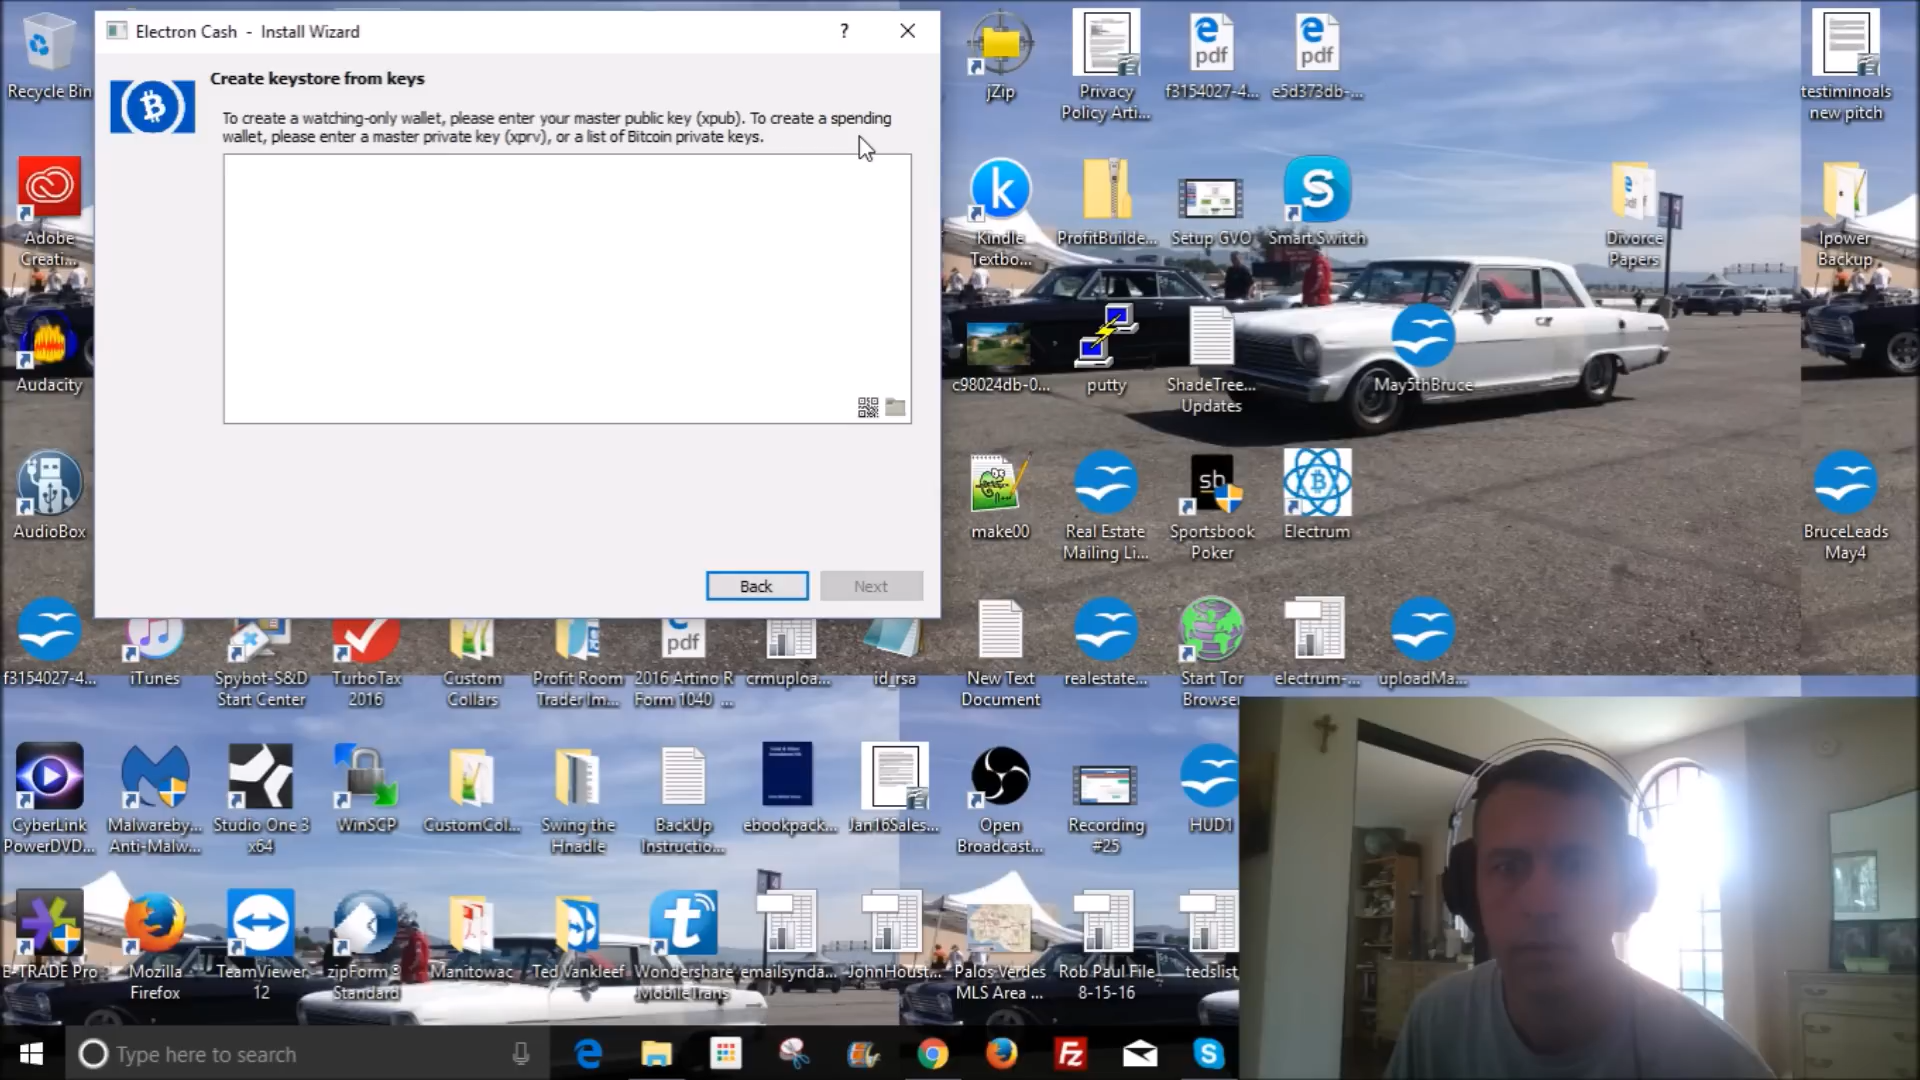 Electron Cash - Install Wizard
?
Create keystore from keys
To create a watching-only wallet, please enter your master public key (xpub). To create a spending
wallet, please enter a master private key (xprv), or a list of Bitcoin private keys.
Back
Next
Recycle Bin
jZip
Privacy
Policy Arti...
pdf
f3154027-4...
pdf
e5d373db-...
testiminoals
new pitch
Adobe
Creati...
k
Kindle
Textbo...
ProfitBuilde...
Setup GVO
S
Smart Switch
pdf
Divorce
Papers
Ipower
Backup
Audacity
c98024db-0...
putty
ShadeTree...
Updates
May5thBruce
AudioBox
make00
Real Estate
Mailing Li...
sb
Sportsbook
Poker
Electrum
BruceLeads
May4
f3154027-4...
iTunes
Spybot-S&D
Start Center
TurboTax
2016
Custom
Collars
Profit Room
Trader Im...
pdf
2016 Artino R
Form 1040 ...
crmuploa...
id_rsa
New Text
Document
realestate...
Start Tor
Browser
electrum-...
uploadMa...
CyberLink
PowerDVD...
Malwareby...
Anti-Malw...
Studio One 3
x64
WinSCP
CustomCol...
Swing the
Hnadle
BackUp
Instructio...
ebookpack...
Jan16Sales...
Open
Broadcast...
Recording
#25
HUD1
E-TRADE Pro
Mozilla
Firefox
TeamViewer
12
zipForm®
Standard
Manitowac
Ted Vankleef
t
Wondershare
MobileTrans
emailsynda...
JohnHoust...
Palos Verdes
MLS Area ...
Rob Paul File
8-15-16
tedslist
Type here to search
Fz
S